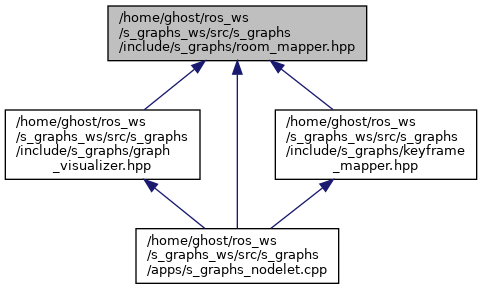 /home/ghost/ros_ws
/s_graphs_ws/src/s_graphs
/include/s_graphs/room_mapper.hpp
/home/ghost/ros_ws
/s_graphs_ws/src/s_graphs
/include/s_graphs/graph
_visualizer.hpp
/home/ghost/ros_ws
/s_graphs_ws/src/s_graphs
/include/s_graphs/keyframe
_mapper.hpp
/home/ghost/ros_ws
/s_graphs_ws/src/s_graphs
/apps/s_graphs_nodelet.cpp